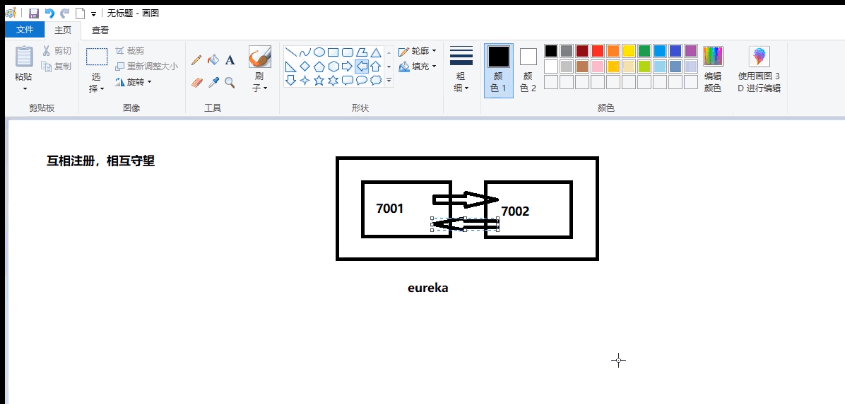 无标题 - 画图
文件 主页 查看
粘贴
剪切
复制
剪贴板
选择
裁剪
重新调整大小
旋转
图像
A
工具
刷子
形状
轮廓
填充
粗细
颜色 1
颜色 2
编辑颜色
颜色
使用画图 3D 进行编辑
互相注册，相互守望
7001
7002
eureka